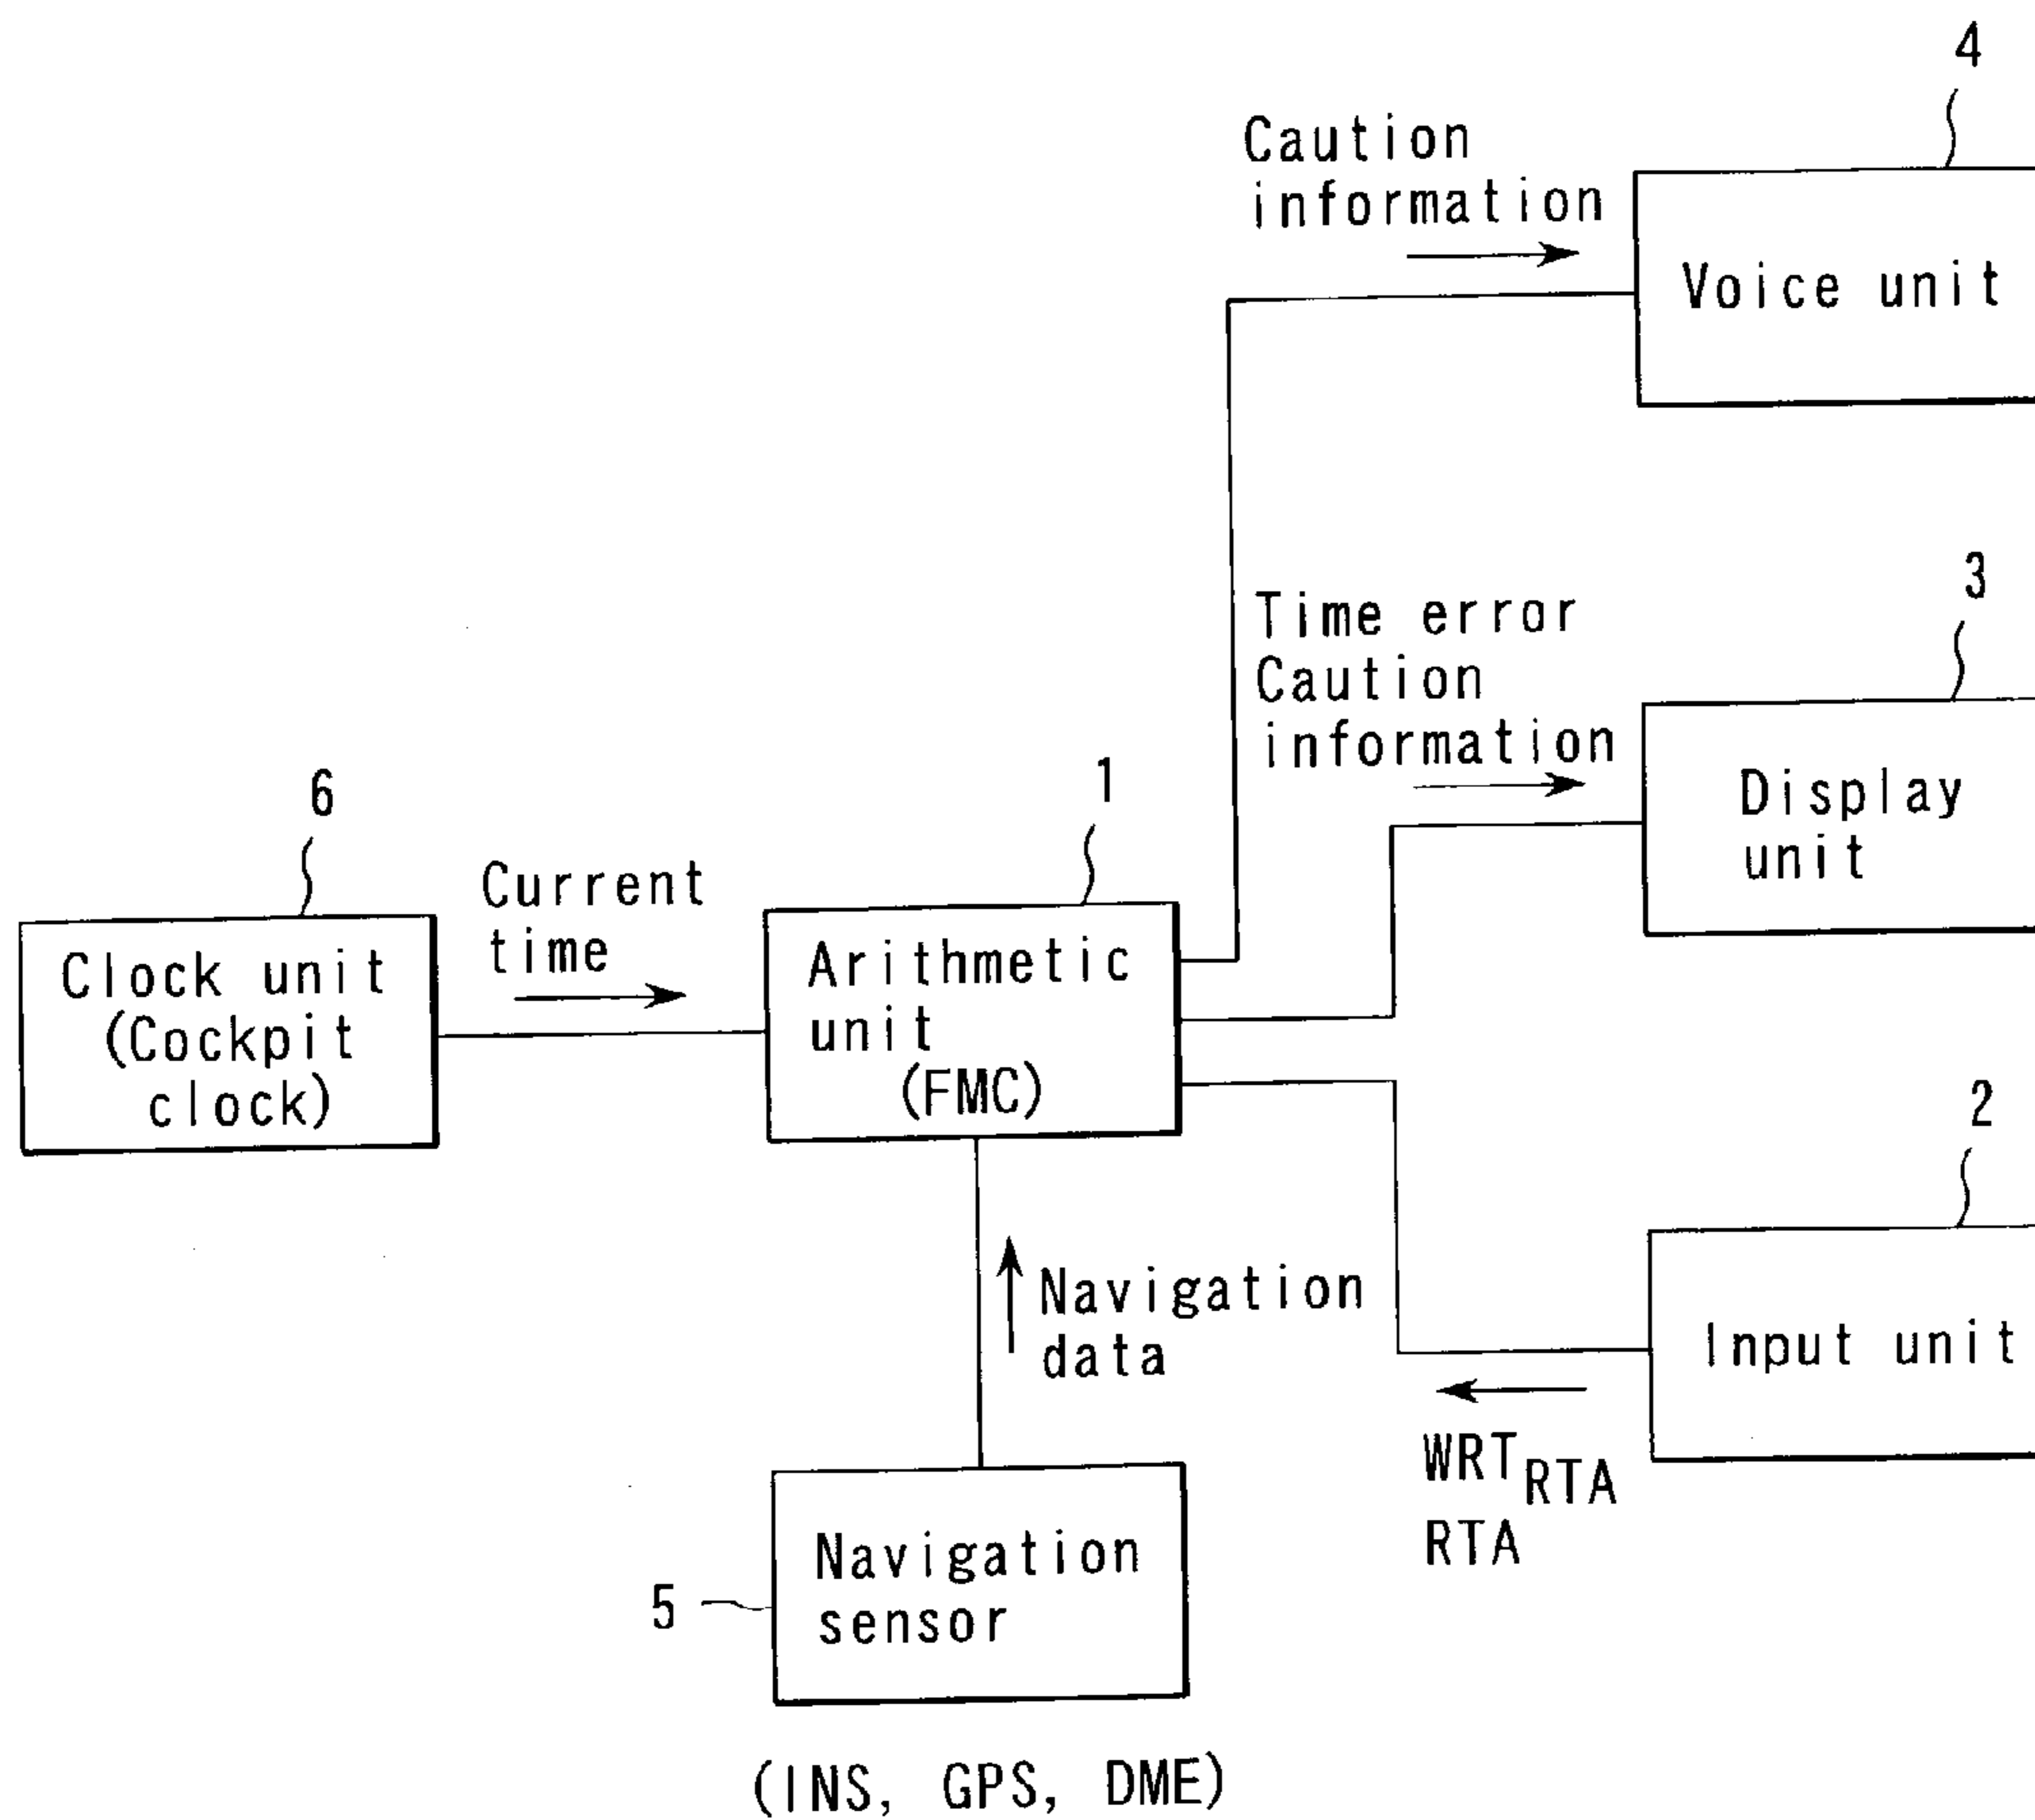 4
Caution
information
Voice unit
3
Time error
Caution
information
Display
unit
6
1
Current
time
Clock unit
(Cockpit
clock)
Arithmetic
unit
(FMC)
2
Navigation
data
Input unit
WRT RTA
RTA
5
Navigation
sensor
(INS, GPS, DME)